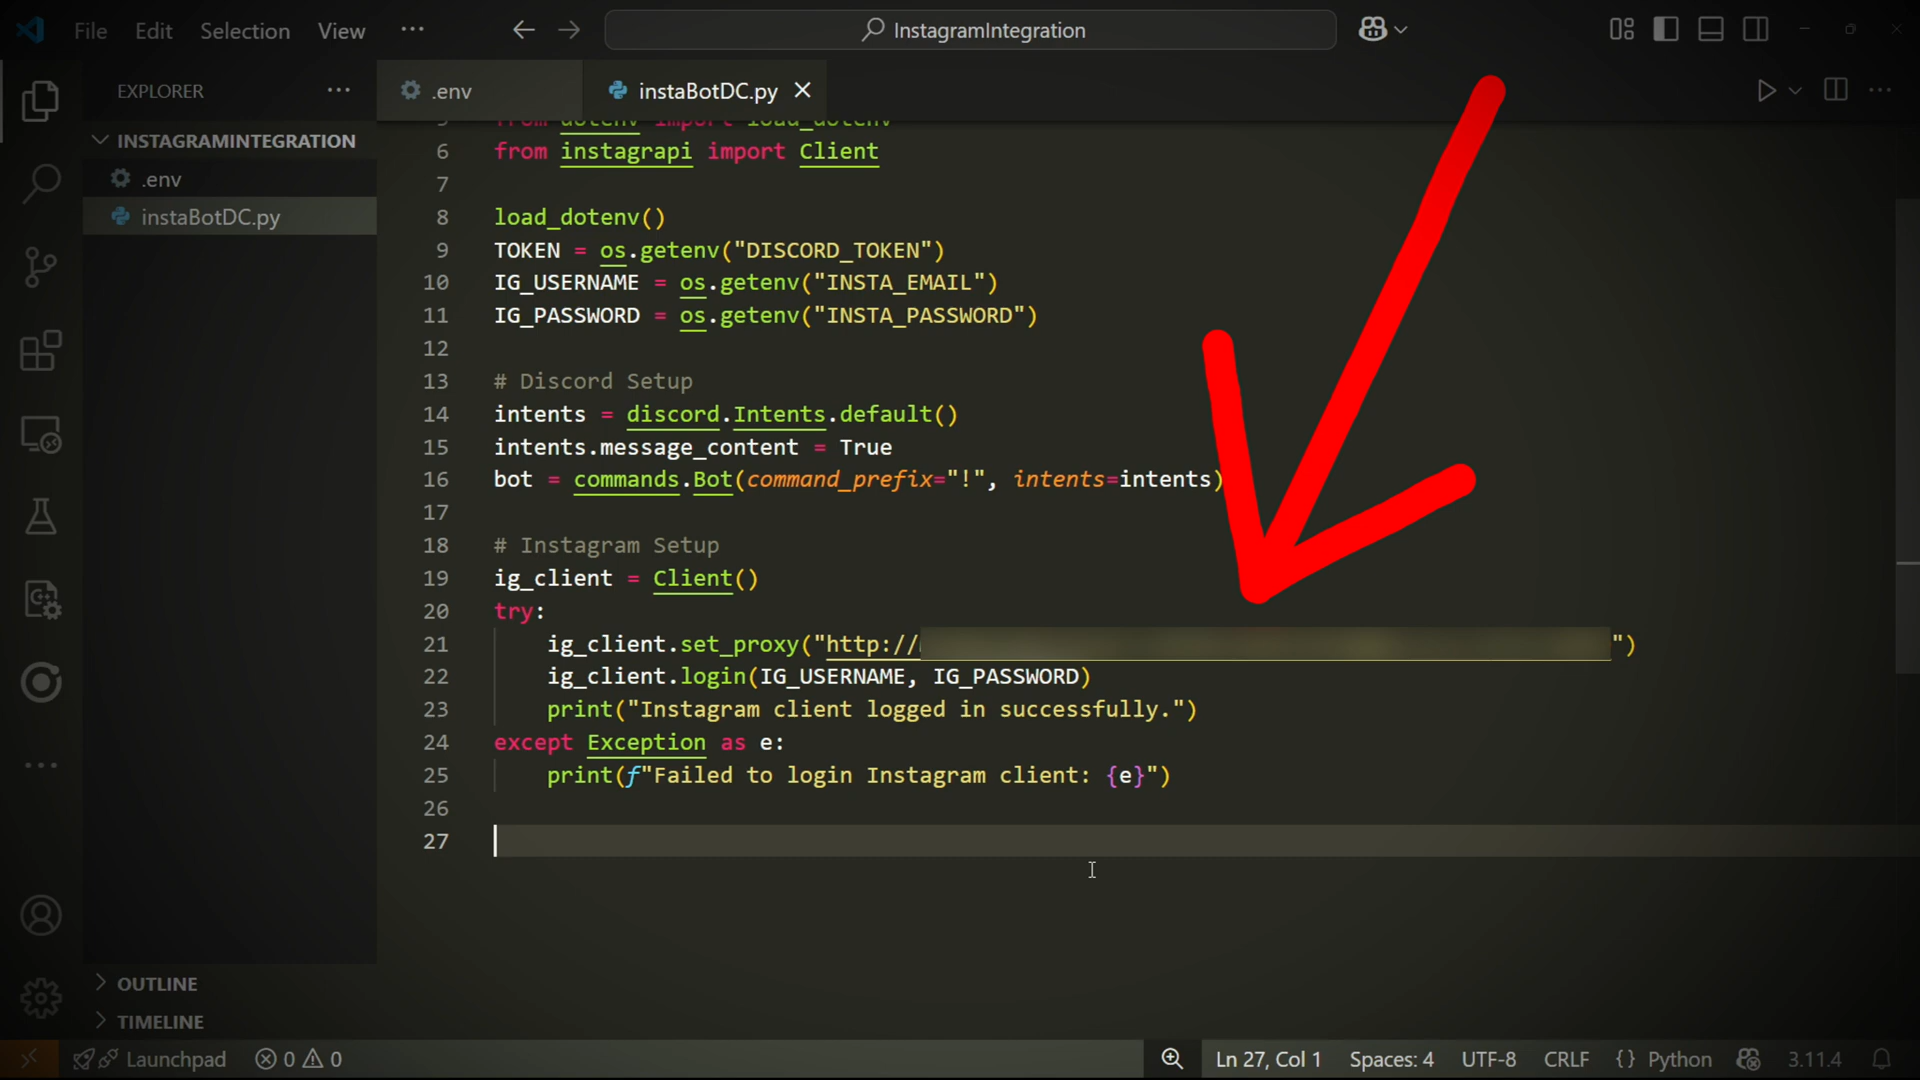 File Edit Selection View ...
InstagramIntegration
EXPLORER
.env
instaBotDC.py
INSTAGRAMINTEGRATION
.env
instaBotDC.py
from dotenv import load_dotenv
6 from instagrapi import Client
7
8 load_dotenv()
9 TOKEN = os.getenv("DISCORD_TOKEN")
10 IG_USERNAME = os.getenv("INSTA_EMAIL")
11 IG_PASSWORD = os.getenv("INSTA_PASSWORD")
12
13 # Discord Setup
14 intents = discord.Intents.default()
15 intents.message_content = True
16 bot = commands.Bot(command_prefix="!", intents=intents)
17
18 # Instagram Setup
19 ig_client = Client()
20 try:
21 ig_client.set_proxy("http:// ")
22 ig_client.login(IG_USERNAME, IG_PASSWORD)
23 print("Instagram client logged in successfully.")
24 except Exception as e:
25 print(f"Failed to login Instagram client: {e}")
26
27
OUTLINE
TIMELINE
Launchpad 0 0 Ln 27, Col 1 Spaces: 4 UTF-8 CRLF {} Python 3.11.4